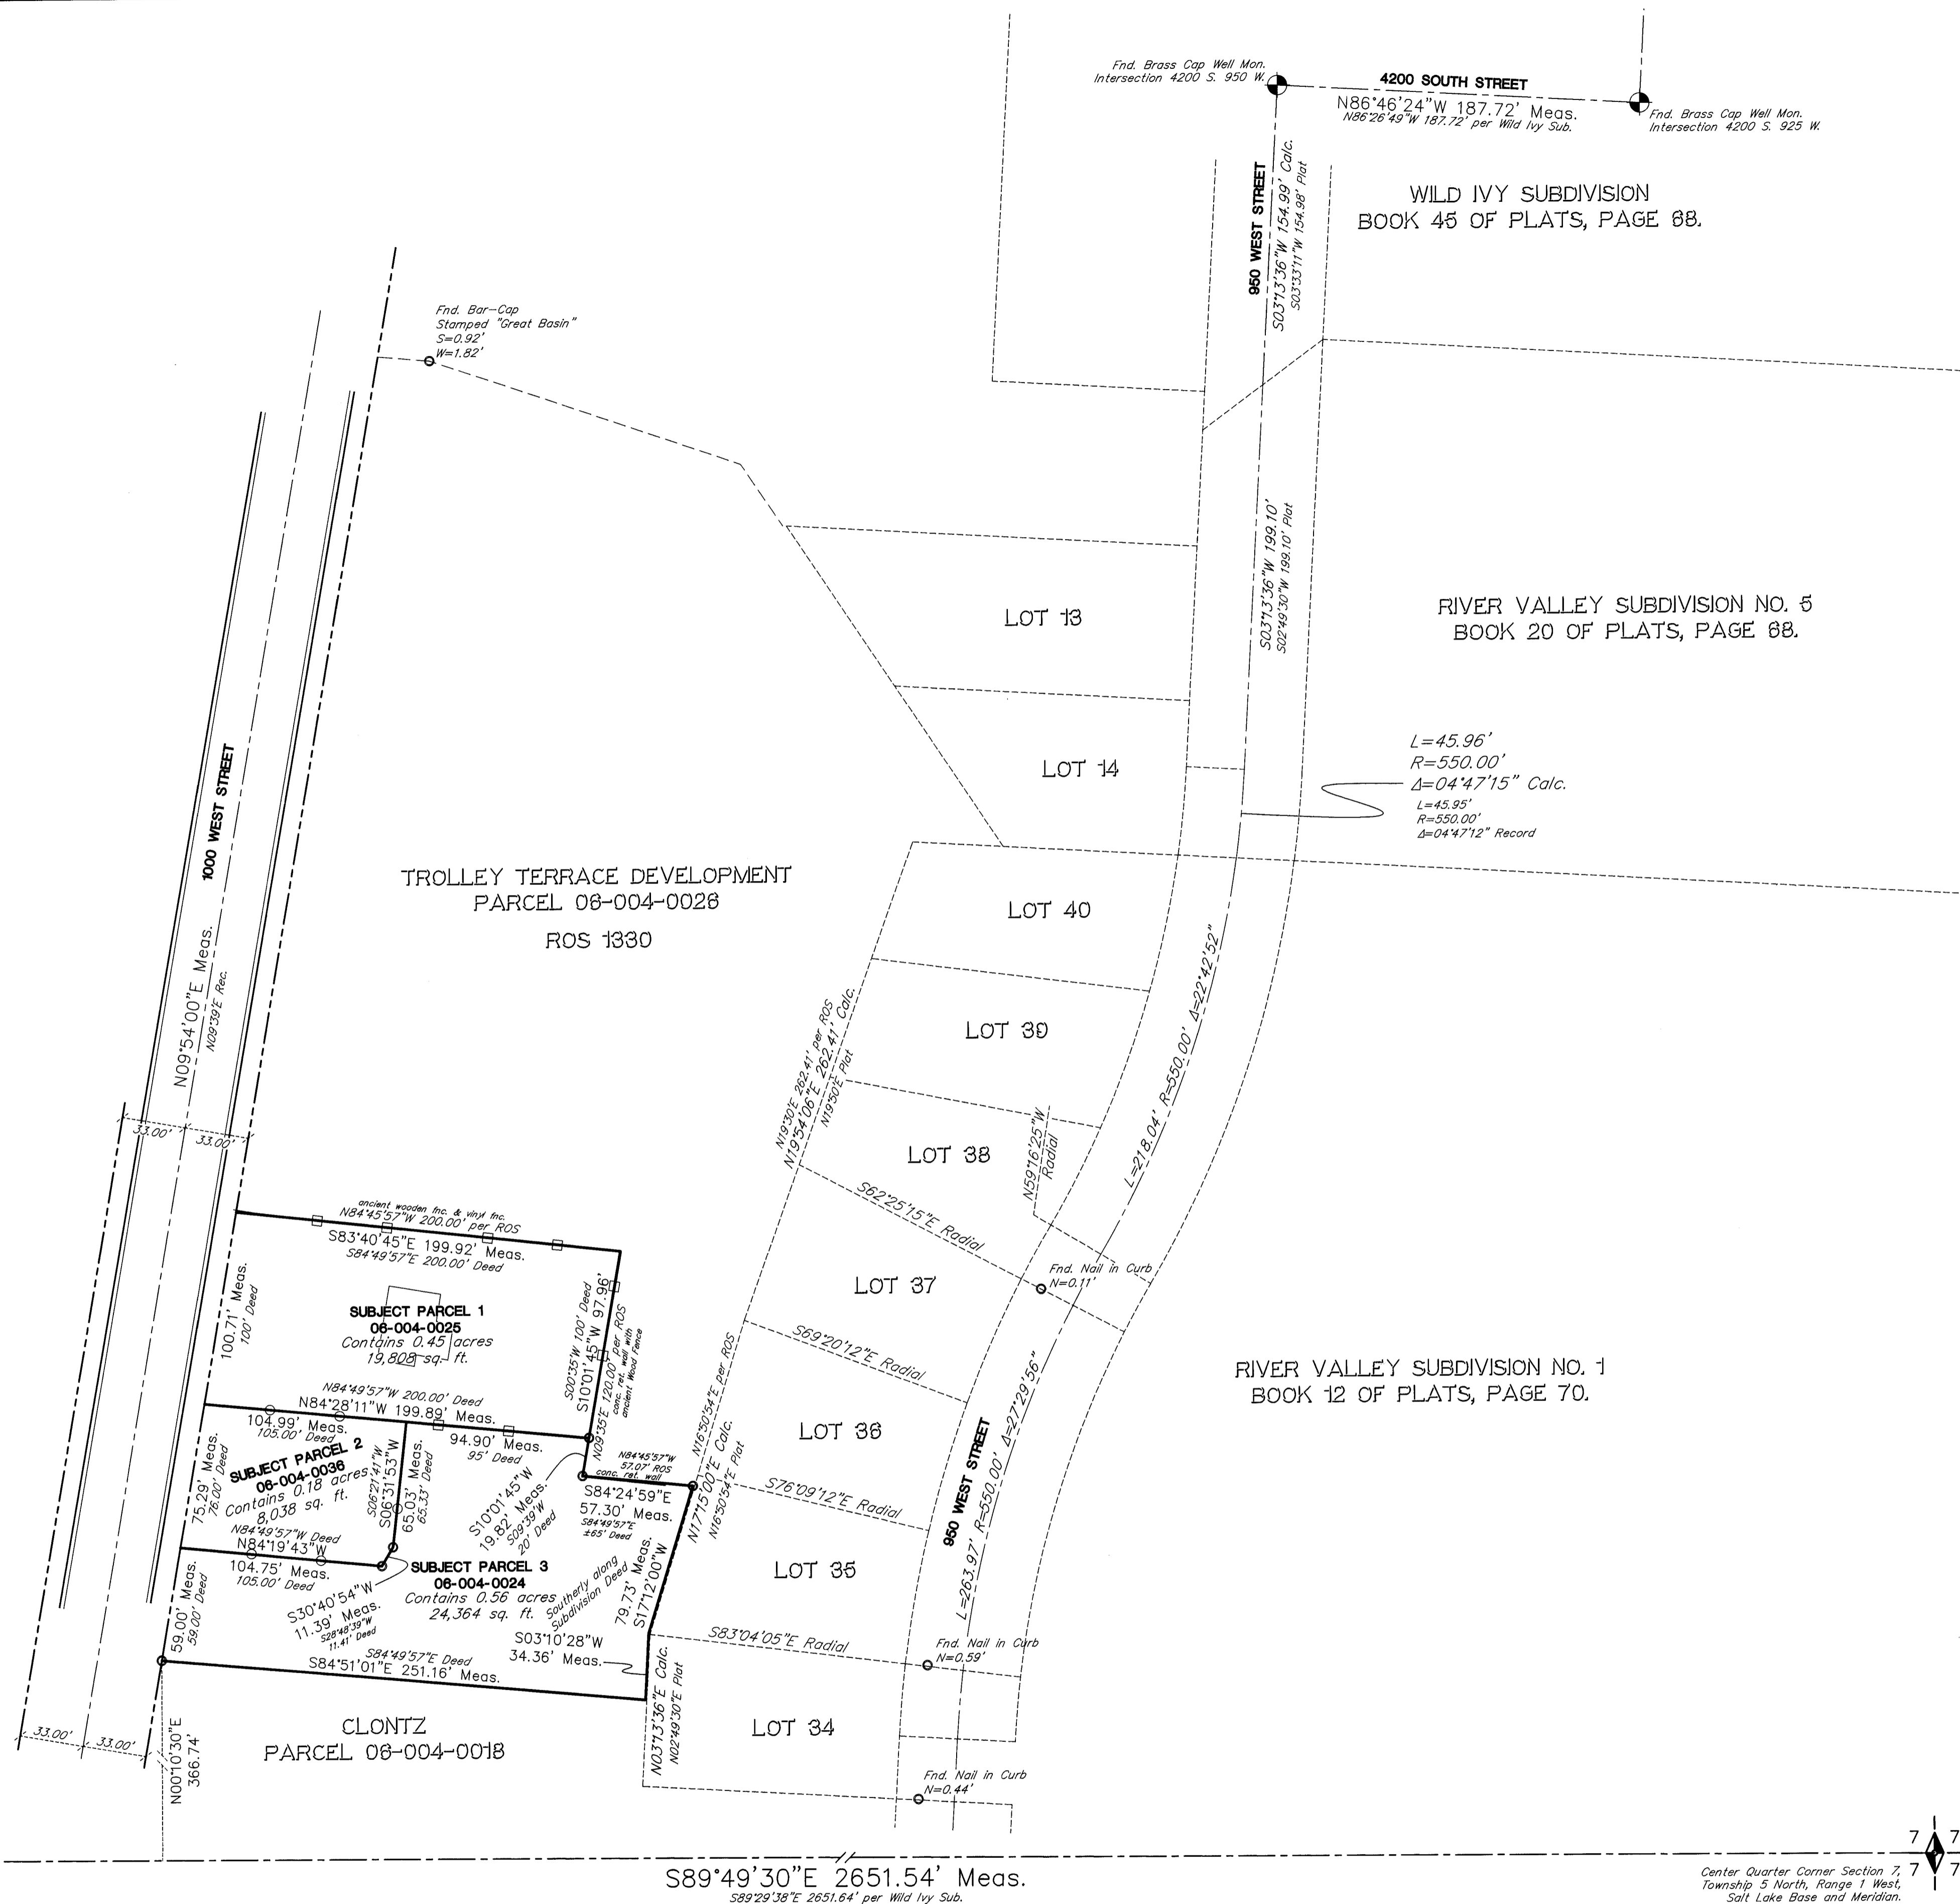 Fnd. Brass Cap Well Mon.
Intersection 4200 S. 950 W.
4200 SOUTH STREET
N86°46'24"W 187.72' Meas.
N86°26'49"W 187.72' per Wild Ivy Sub.
Fnd. Brass Cap Well Mon.
Intersection 4200 S. 925 W.
950 WEST STREET
S03°13'36"W 154.99' Calc.
S03°33'11"W 154.98' Plat
WILD IVY SUBDIVISION
BOOK 45 OF PLATS, PAGE 68.
Fnd. Bar-Cap
Stamped "Great Basin"
S=0.92'
W=1.82'
S03°13'36"W 199.10'
S02°49'30"W 199.10' Plat
LOT 13
RIVER VALLEY SUBDIVISION NO. 5
BOOK 20 OF PLATS, PAGE 68.
LOT 14
L=45.96'
R=550.00'
Δ=04°47'15" Calc.
L=45.95'
R=550.00'
Δ=04°47'12" Record
1000 WEST STREET
N09°54'00"E Meas.
N09°39'E Rec.
TROLLEY TERRACE DEVELOPMENT
PARCEL 06-004-0026
ROS 1330
LOT 40
LOT 39
N19°30'E 262.41' per ROS
N19°54'06"E 262.41' Calc.
N19°50'E Plat
L=218.04' R=550.00' Δ=22°42'52"
33.00'
33.00'
LOT 38
N59°16'25"W
Radial
S62°25'15"E Radial
ancient wooden fnc. & vinyl fnc.
N84°45'57"W 200.00' per ROS
S83°40'45"E 199.92' Meas.
S84°49'57"E 200.00' Deed
Fnd. Nail in Curb
N=0.11'
LOT 37
100.71' Meas.
100' Deed
SUBJECT PARCEL 1
06-004-0025
Contains 0.45 acres
19,808 sq. ft.
S00°35'W 100' Deed
S10°01'45"W 97.96'
N09°35'E 120.00' per ROS
conc. ret. wall with
ancient Wood Fence
S69°20'12"E Radial
RIVER VALLEY SUBDIVISION NO. 1
BOOK 12 OF PLATS, PAGE 70.
N84°49'57"W 200.00' Deed
N84°28'11"W 199.89' Meas.
104.99' Meas.
105.00' Deed
94.90' Meas.
95' Deed
N16°50'54"E per ROS
N17°15'00"E Calc.
N16°50'54"E Plat
LOT 36
950 WEST STREET
L=263.97' R=550.00' Δ=27°29'56"
75.29' Meas.
76.00' Deed
SUBJECT PARCEL 2
06-004-0036
Contains 0.18 acres
8,038 sq. ft.
S06°21'41"W
S06°31'53"W
65.03' Meas.
65.33' Deed
S10°01'45"W
19.82' Meas.
S09°39'W
20' Deed
N84°45'57"W
57.07' ROS
conc. ret. wall
S84°24'59"E
57.30' Meas.
S84°49'57"E
±65' Deed
S76°09'12"E Radial
N84°49'57"W Deed
N84°19'43"W
104.75' Meas.
105.00' Deed
LOT 35
59.00' Meas.
59.00' Deed
S30°40'54"W
11.39' Meas.
S28°48'39"W
11.41' Deed
SUBJECT PARCEL 3
06-004-0024
Contains 0.56 acres
24,364 sq. ft.
Southerly along
Subdivision Deed
79.73' Meas.
S17°12'00"W
S03°10'28"W
34.36' Meas.
S83°04'05"E Radial
Fnd. Nail in Curb
N=0.59'
S84°49'57"E Deed
S84°51'01"E 251.16' Meas.
N03°13'36"E Calc.
N02°49'30"E Plat
33.00'
33.00'
N00°10'30"E
366.74'
CLONTZ
PARCEL 06-004-0018
LOT 34
Fnd. Nail in Curb
N=0.44'
S89°49'30"E 2651.54' Meas.
S89°29'38"E 2651.64' per Wild Ivy Sub.
7 7
7 7
Center Quarter Corner Section 7,
Township 5 North, Range 1 West,
Salt Lake Base and Meridian.